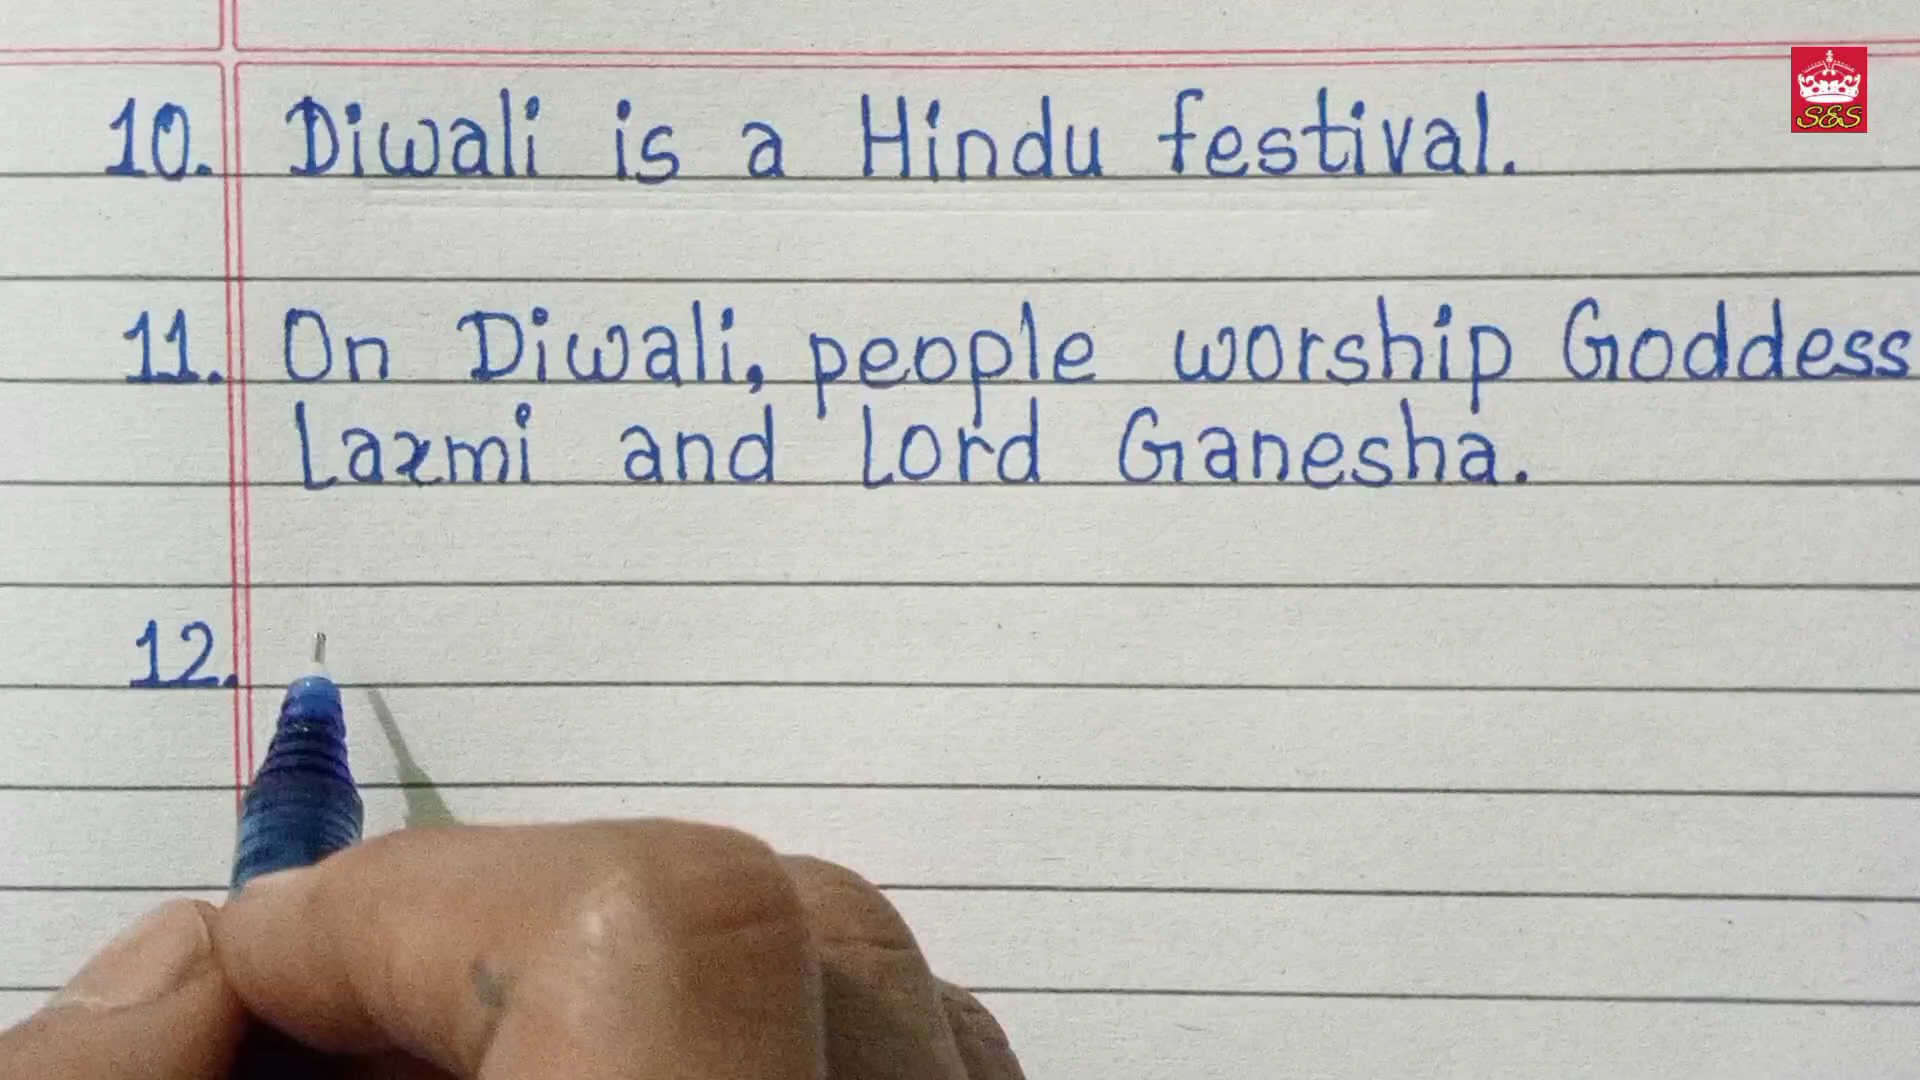 S&S
10. Diwali is a Hindu festival.
11. On Diwali, people worship Goddess
Laxmi and Lord Ganesha.
12.